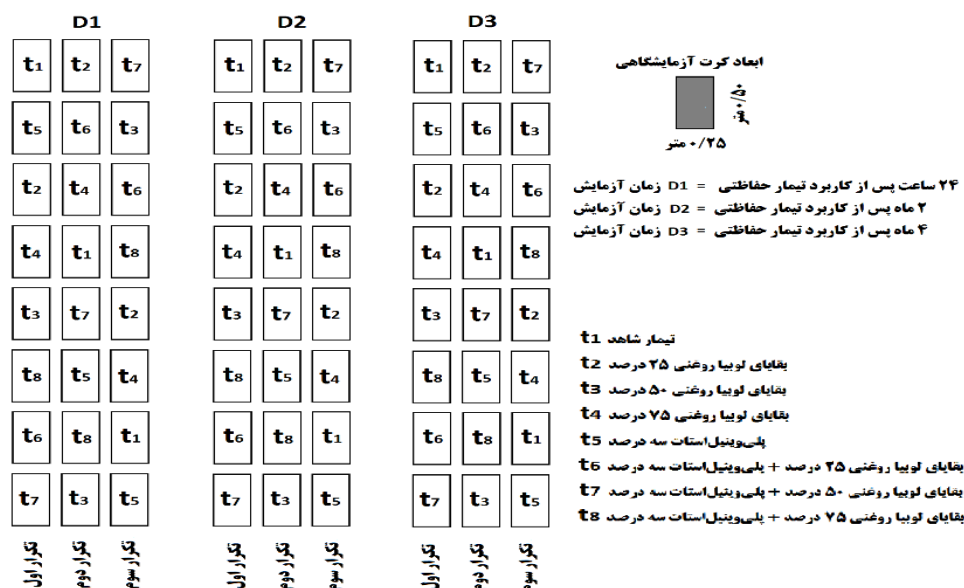 D1 D2 D3
t1 t2 t7 t1 t2 t7 t1 t2 t7
t5 t6 t3 t5 t6 t3 t5 t6 t3
t2 t4 t6 t2 t4 t6 t2 t4 t6
t4 t1 t8 t4 t1 t8 t4 t1 t8
t3 t7 t2 t3 t7 t2 t3 t7 t2
t8 t5 t4 t8 t5 t4 t8 t5 t4
t6 t8 t1 t6 t8 t1 t6 t8 t1
t7 t3 t5 t7 t3 t5 t7 t3 t5
تکرار اول تکرار دوم تکرار سوم تکرار اول تکرار دوم تکرار سوم تکرار اول تکرار دوم تکرار سوم
ابعاد کرت آزمایشگاهی
۰/۵۰ متر
۰/۲۵ متر
زمان آزمایش D1 = ۲۴ ساعت پس از کاربرد تیمار حفاظتی
زمان آزمایش D2 = ۲ ماه پس از کاربرد تیمار حفاظتی
زمان آزمایش D3 = ۴ ماه پس از کاربرد تیمار حفاظتی
t1 تیمار شاهد
t2 بقایای لوبیا روغنی ۲۵ درصد
t3 بقایای لوبیا روغنی ۵۰ درصد
t4 بقایای لوبیا روغنی ۷۵ درصد
t5 پلی‌وینیل‌استات سه درصد
t6 بقایای لوبیا روغنی ۲۵ درصد + پلی‌وینیل‌استات سه درصد
t7 بقایای لوبیا روغنی ۵۰ درصد + پلی‌وینیل‌استات سه درصد
t8 بقایای لوبیا روغنی ۷۵ درصد + پلی‌وینیل‌استات سه درصد